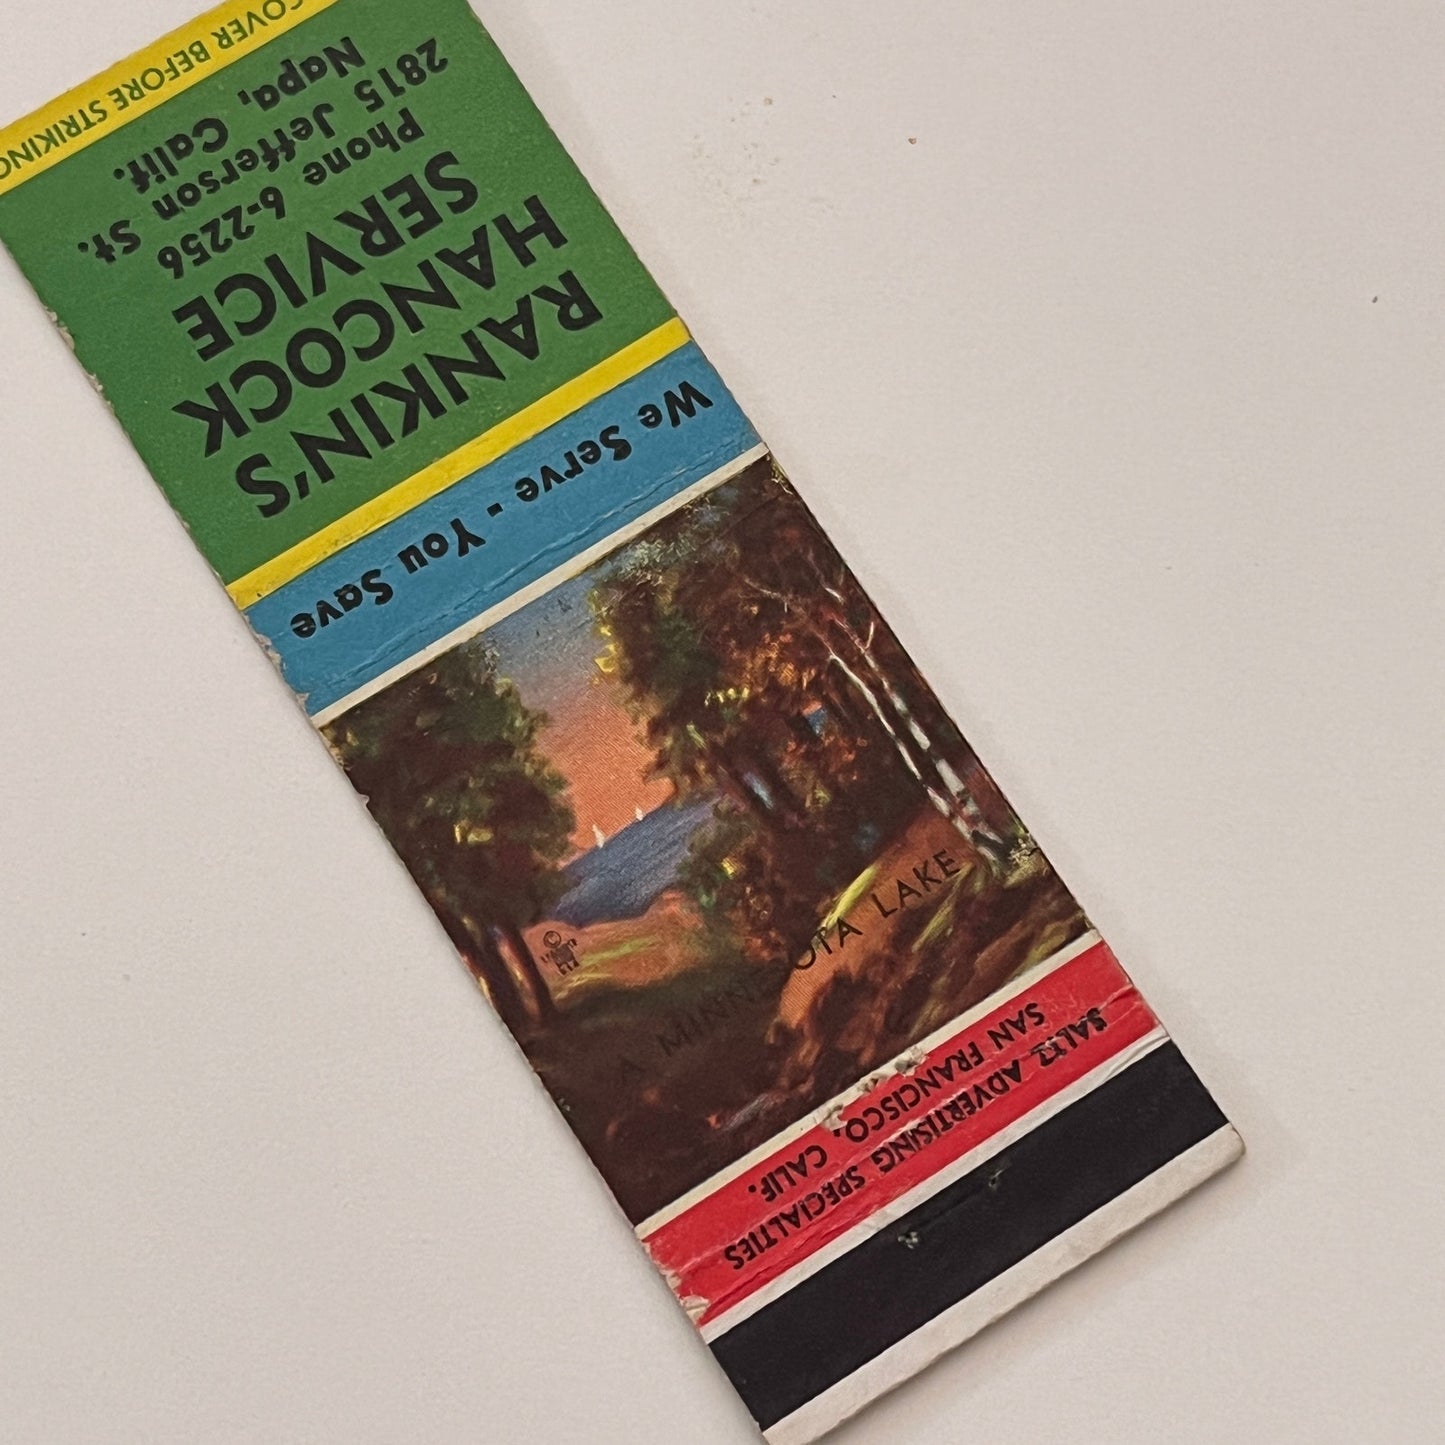 RANKIN'S
HANCOCK
SERVICE
Phone 6-2256
2815 Jefferson St.
Napa, Calif.
COVER BEFORE STRIKING
We Serve - You Save
A MINNESOTA LAKE
ADVERTISING SPECIALTIES
SAN FRANCISCO, CALIF.